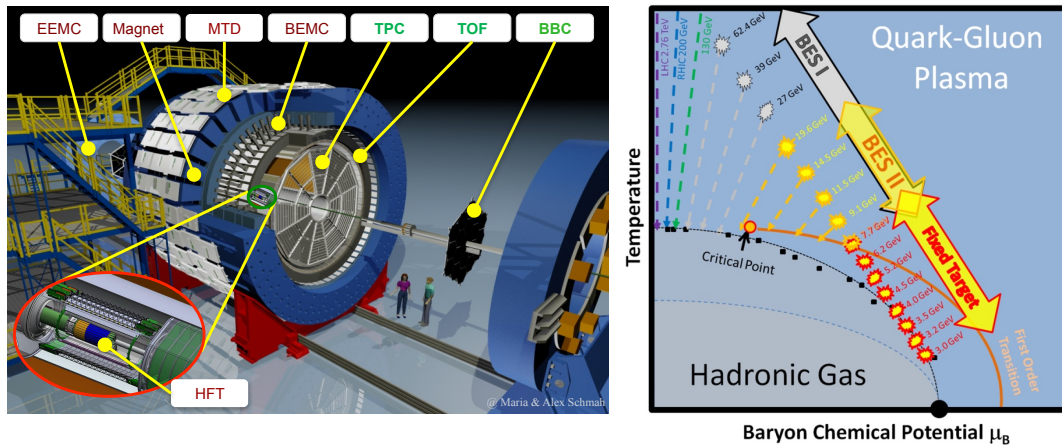 EEMC
Magnet
MTD
BEMC
TPC
TOF
BBC
HFT
@ Maria & Alex Schmah
LHC 2.76 TeV
RHIC 200 GeV
130 GeV
62.4 GeV
39 GeV
27 GeV
19.6 GeV
14.5 GeV
11.5 GeV
9.1 GeV
7.7 GeV
6.2 GeV
5.2 GeV
4.5 GeV
4.0 GeV
3.5 GeV
3.2 GeV
3.0 GeV
BES I
BES II
Fixed Target
Quark-Gluon
Plasma
Temperature
Critical Point
Hadronic Gas
First Order
Transition
Baryon Chemical Potential μB